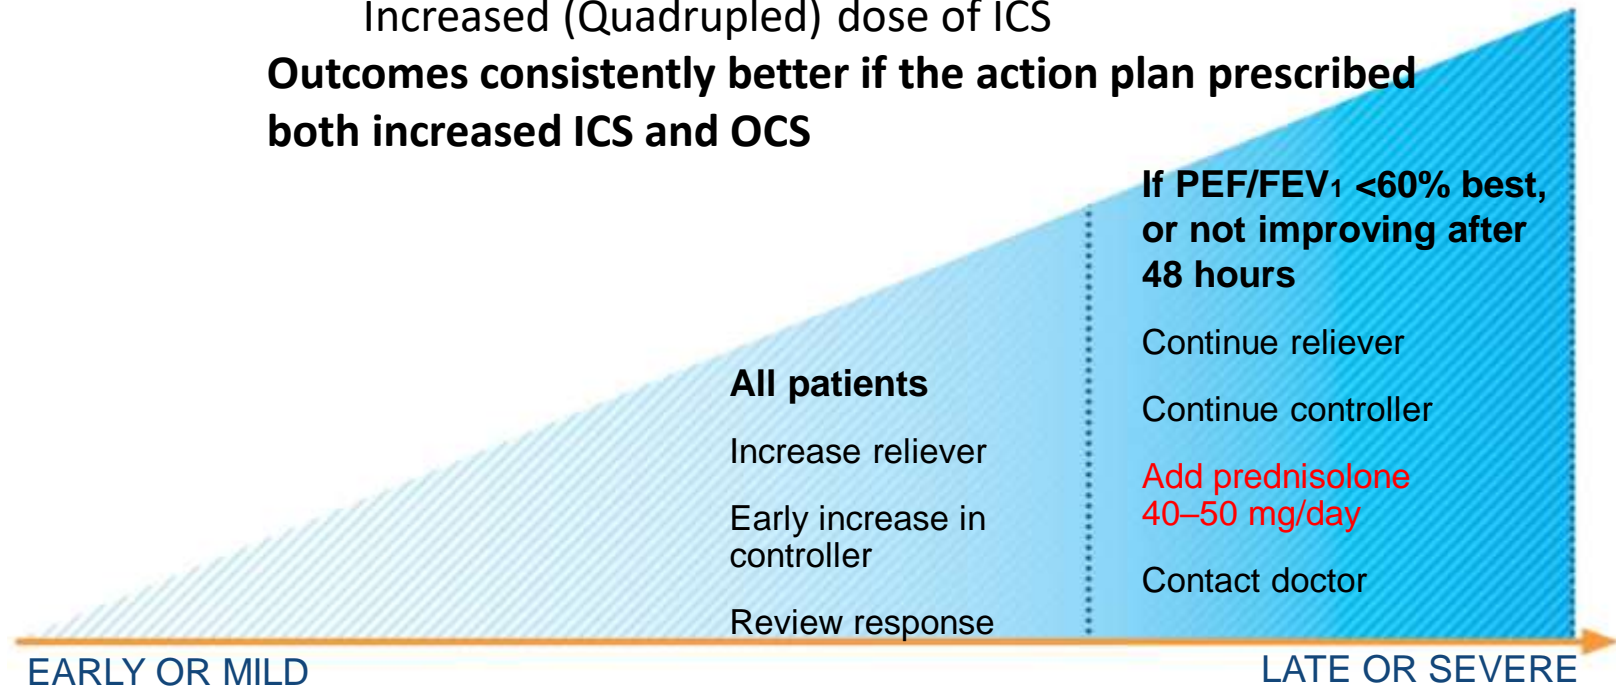 Increased (Quadrupled) dose of ICS
Outcomes consistently better if the action plan prescribed
both increased ICS and OCS
All patients
Increase reliever
Early increase in
controller
Review response
If PEF/FEV1 <60% best,
or not improving after
48 hours
Continue reliever
Continue controller
Add prednisolone
40–50 mg/day
Contact doctor
EARLY OR MILD
LATE OR SEVERE